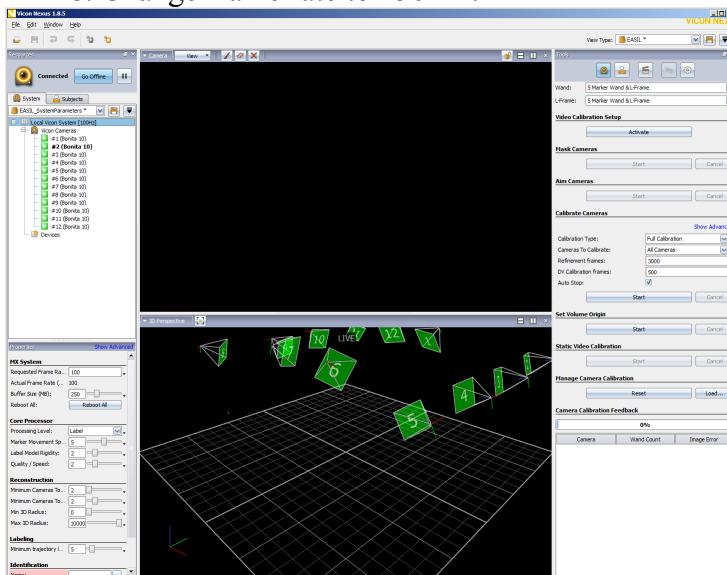 Vicon Nexus 1.8.5
File Edit Window Help
VICON NEX
View Type: EASIL *
Resources
Connected Go Offline
System Subjects
EASIL_SystemParameters *
Local Vicon System [100Hz]
Vicon Cameras
#1 (Bonita 10)
#2 (Bonita 10)
#3 (Bonita 10)
#4 (Bonita 10)
#5 (Bonita 10)
#6 (Bonita 10)
#7 (Bonita 10)
#8 (Bonita 10)
#9 (Bonita 10)
#10 (Bonita 10)
#11 (Bonita 10)
#12 (Bonita 10)
Devices
Properties Show Advanced
MX System
Requested Frame Ra... 100
Actual Frame Rate (... 100
Buffer Size (MB): 250
Reboot All: Reboot All
Core Processor
Processing Level: Label
Marker Movement Sp... 5
Label Model Rigidity: 2
Quality / Speed: 2
Reconstruction
Minimum Cameras To... 2
Minimum Cameras To... 2
Min 3D Radius: 0
Max 3D Radius: 10000
Labeling
Minimum trajectory l... 5
Identification
Camera View
3D Perspective
LIVE
10
12
6
5
4
Tools
Wand: 5 Marker Wand & L-Frame
L-Frame: 5 Marker Wand & L-Frame
Video Calibration Setup
Activate
Mask Cameras
Start Cancel
Aim Cameras
Start Cancel
Calibrate Cameras
Show Advanc
Calibration Type: Full Calibration
Cameras To Calibrate: All Cameras
Refinement frames: 3000
DV Calibration frames: 500
Auto Stop:
Start Cancel
Set Volume Origin
Start Cancel
Static Video Calibration
Start Cancel
Manage Camera Calibration
Reset Load...
Camera Calibration Feedback
0%
Camera Wand Count Image Error